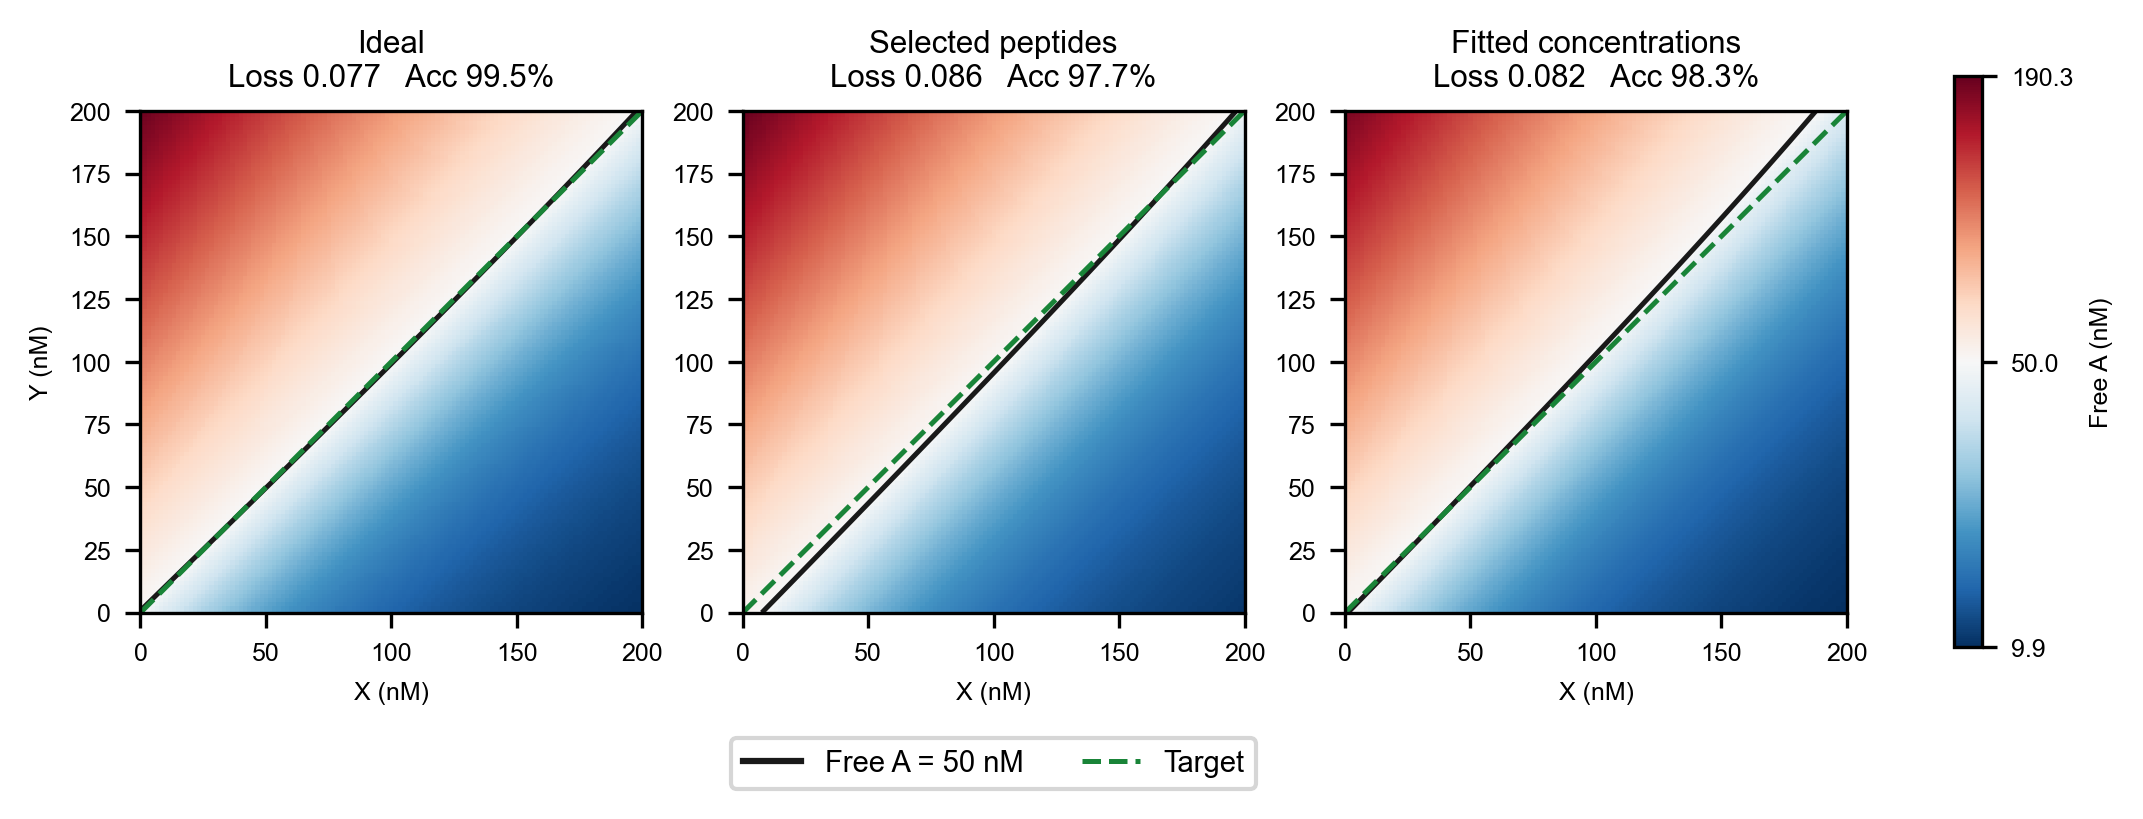 Ideal
Loss 0.077   Acc 99.5%
Selected peptides
Loss 0.086   Acc 97.7%
Fitted concentrations
Loss 0.082   Acc 98.3%
Y (nM)
200
175
150
125
100
75
50
25
0
0 50 100 150 200
X (nM)
200
175
150
125
100
75
50
25
0
0 50 100 150 200
X (nM)
200
175
150
125
100
75
50
25
0
0 50 100 150 200
X (nM)
190.3
50.0
9.9
Free A (nM)
Free A = 50 nM   Target